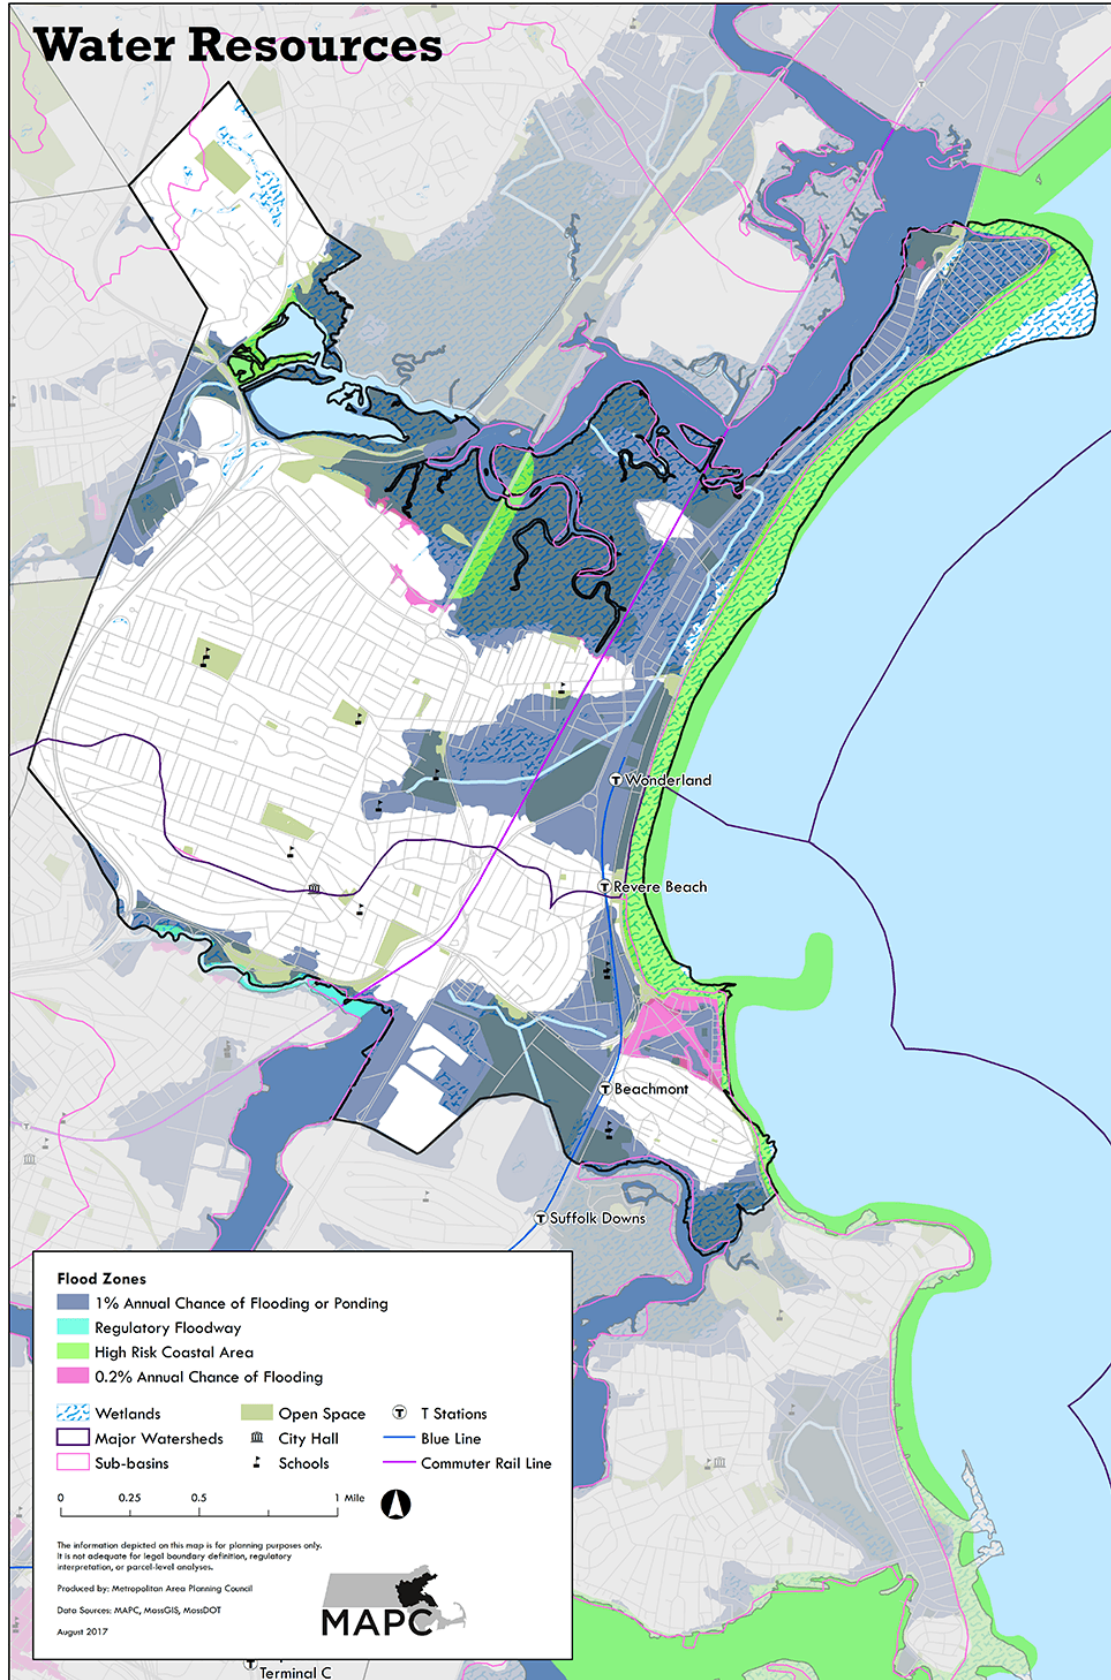 Water Resources
Wonderland
Revere Beach
Beachmont
Suffolk Downs
Flood Zones
1% Annual Chance of Flooding or Ponding
Regulatory Floodway
High Risk Coastal Area
0.2% Annual Chance of Flooding
Wetlands
Open Space
T Stations
Major Watersheds
City Hall
Blue Line
Sub-basins
Schools
Commuter Rail Line
0 0.25 0.5 1 Mile
The information depicted on this map is for planning purposes only.
It is not adequate for legal boundary definition, regulatory
interpretation, or parcel-level analyses.
Produced by: Metropolitan Area Planning Council
Data Sources: MAPC, MassGIS, MassDOT
August 2017
MAPC
Terminal C